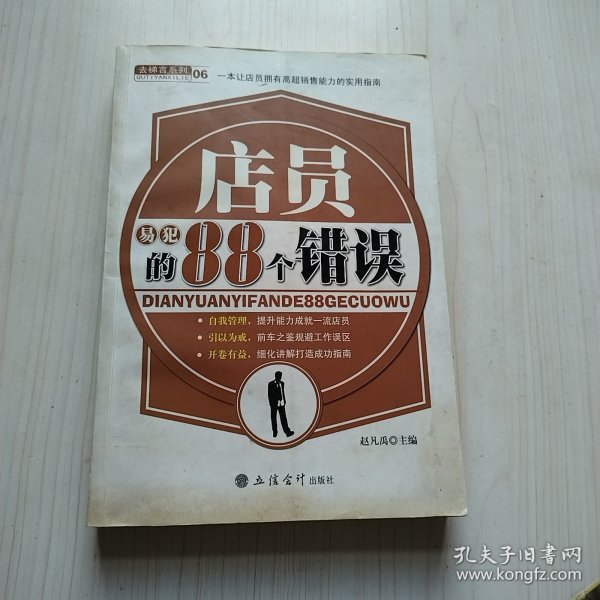 去梯言系列 06
QUTIYANXILIE
一本让店员拥有高超销售能力的实用指南
店员
易犯
的88个错误
DIANYUANYIFANDE88GECUOWU
• 自我管理，提升能力成就一流店员
• 引以为戒，前车之鉴规避工作误区
• 开卷有益，细化讲解打造成功指南
赵凡禹◎主编
立信会计出版社
孔夫子旧书网
www.kongfz.com